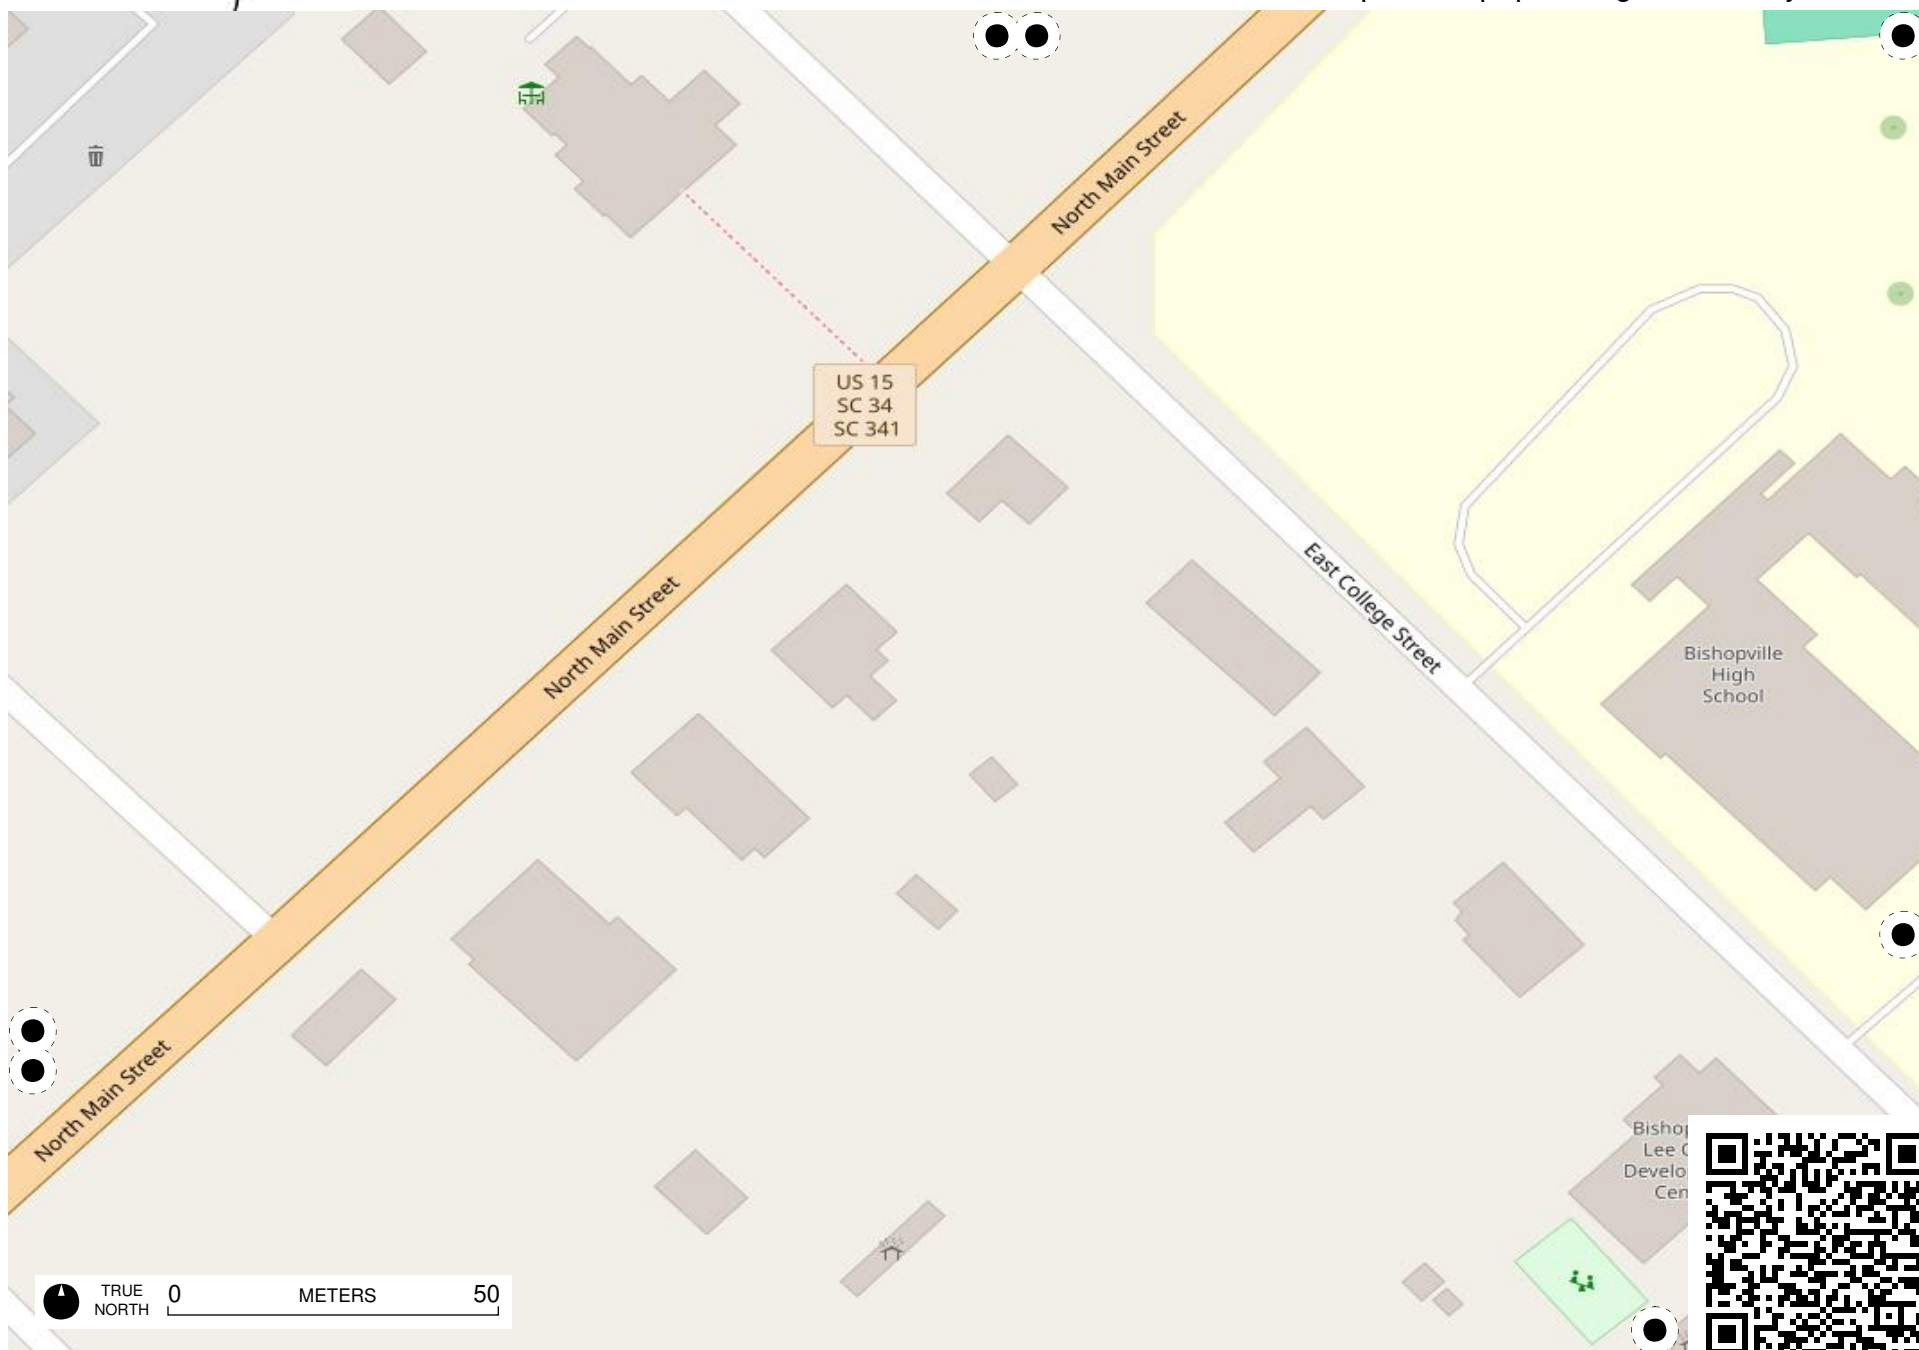 North Main Street
US 15
SC 34
SC 341
North Main Street
East College Street
Bishopville
High
School
North Main Street
Lee
TRUE
NORTH
0
METERS
50